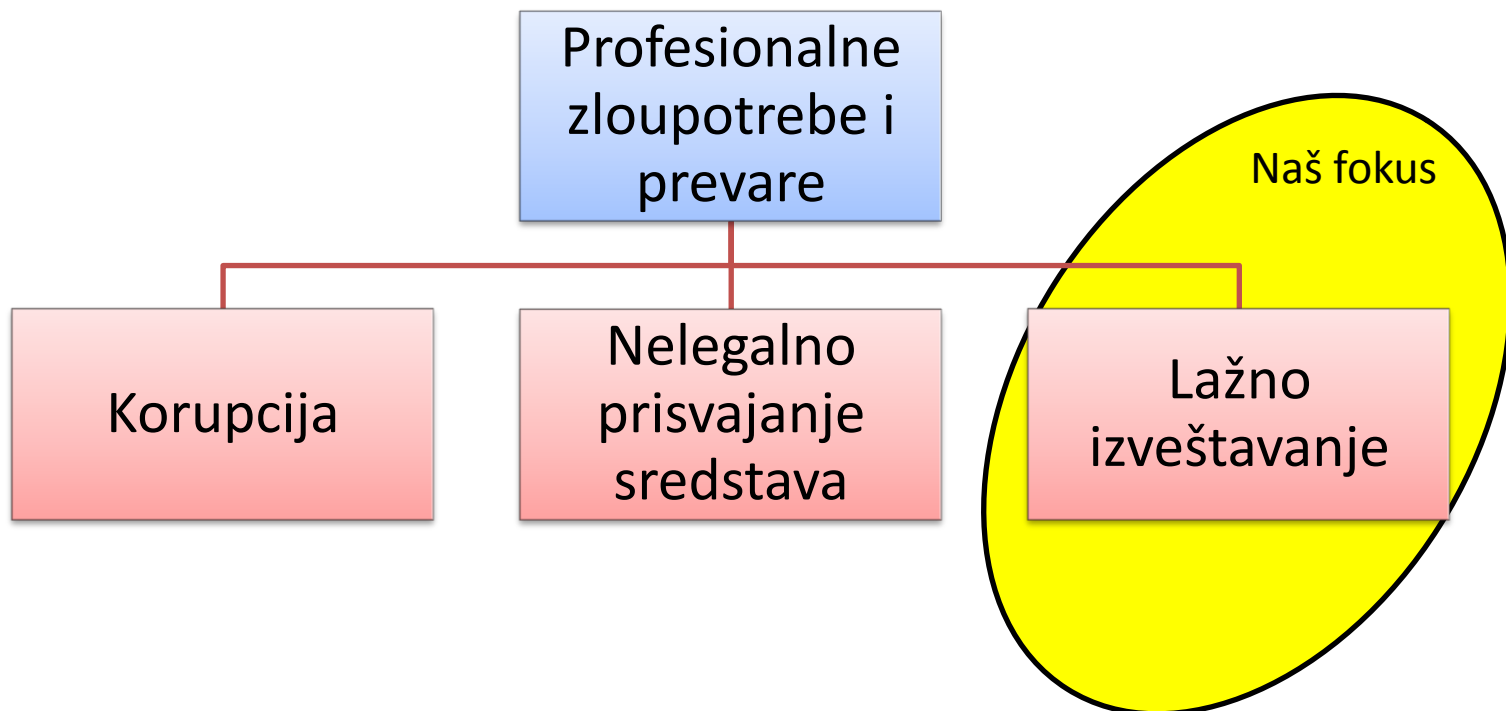 Profesionalne
zloupotrebe i
prevare
Naš fokus
Korupcija
Nelegalno
prisvajanje
sredstava
Lažno
izveštavanje